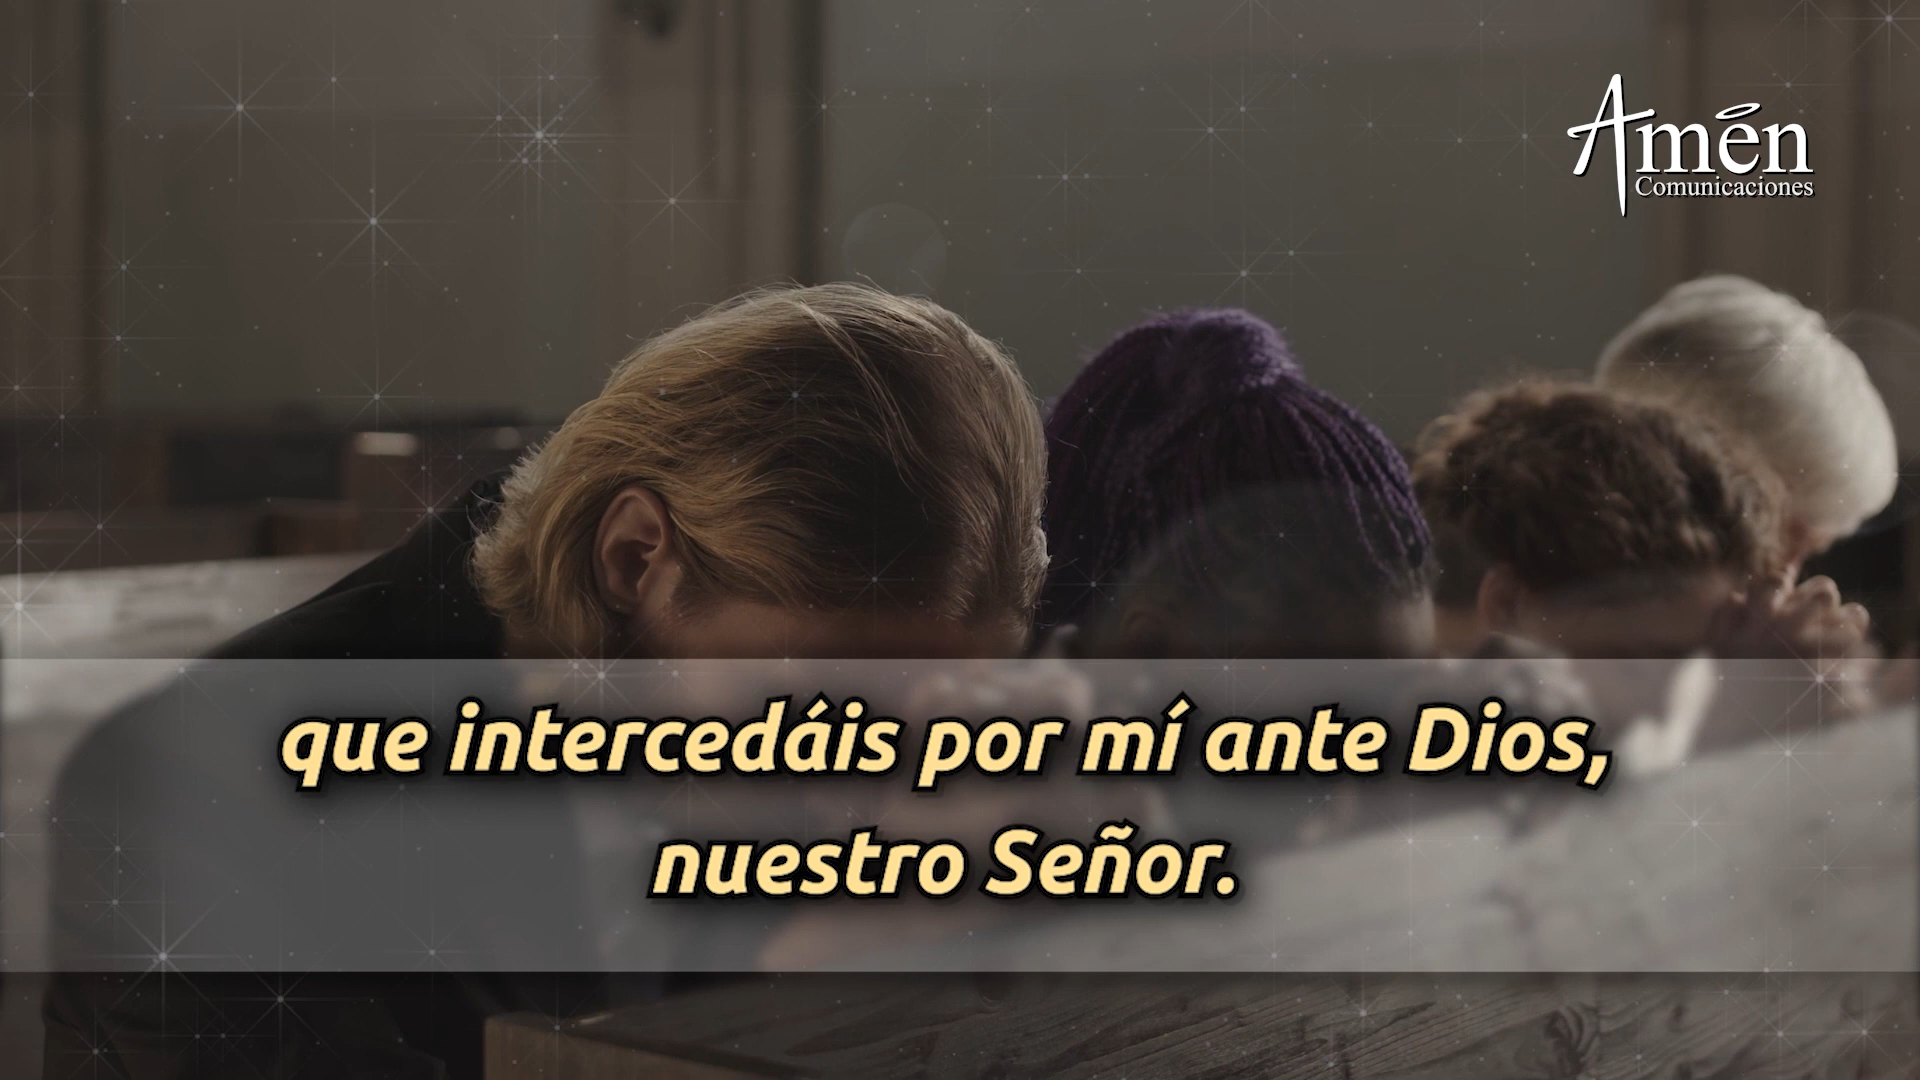 Amén
Comunicaciones
que intercedáis por mí ante Dios,
nuestro Señor.